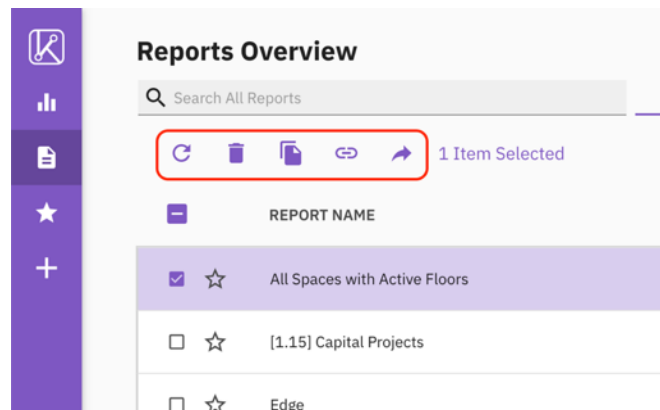 Reports Overview
Search All Reports
1 Item Selected
REPORT NAME
All Spaces with Active Floors
[1.15] Capital Projects
Edge